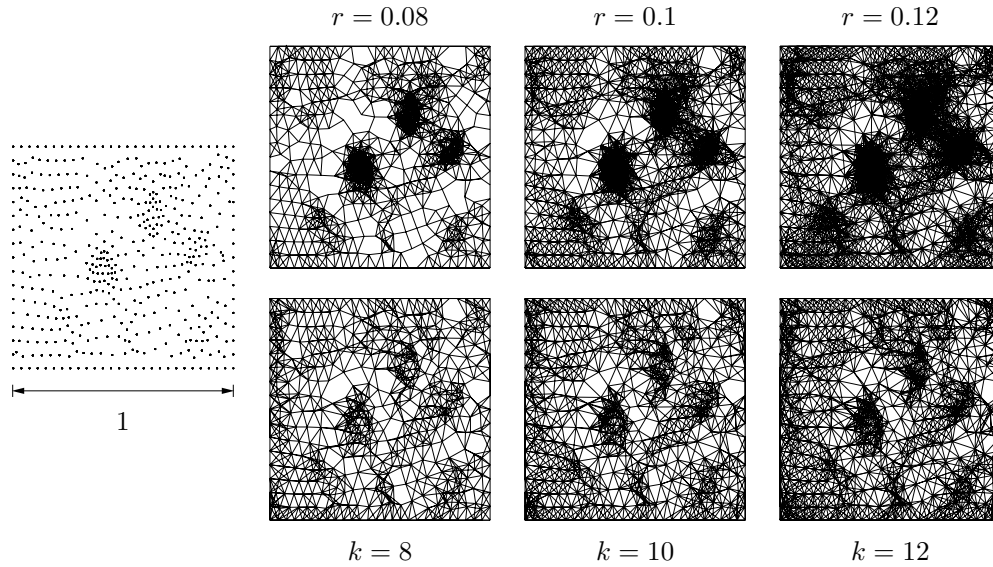 r = 0.08
r = 0.1
r = 0.12
1
k = 8
k = 10
k = 12